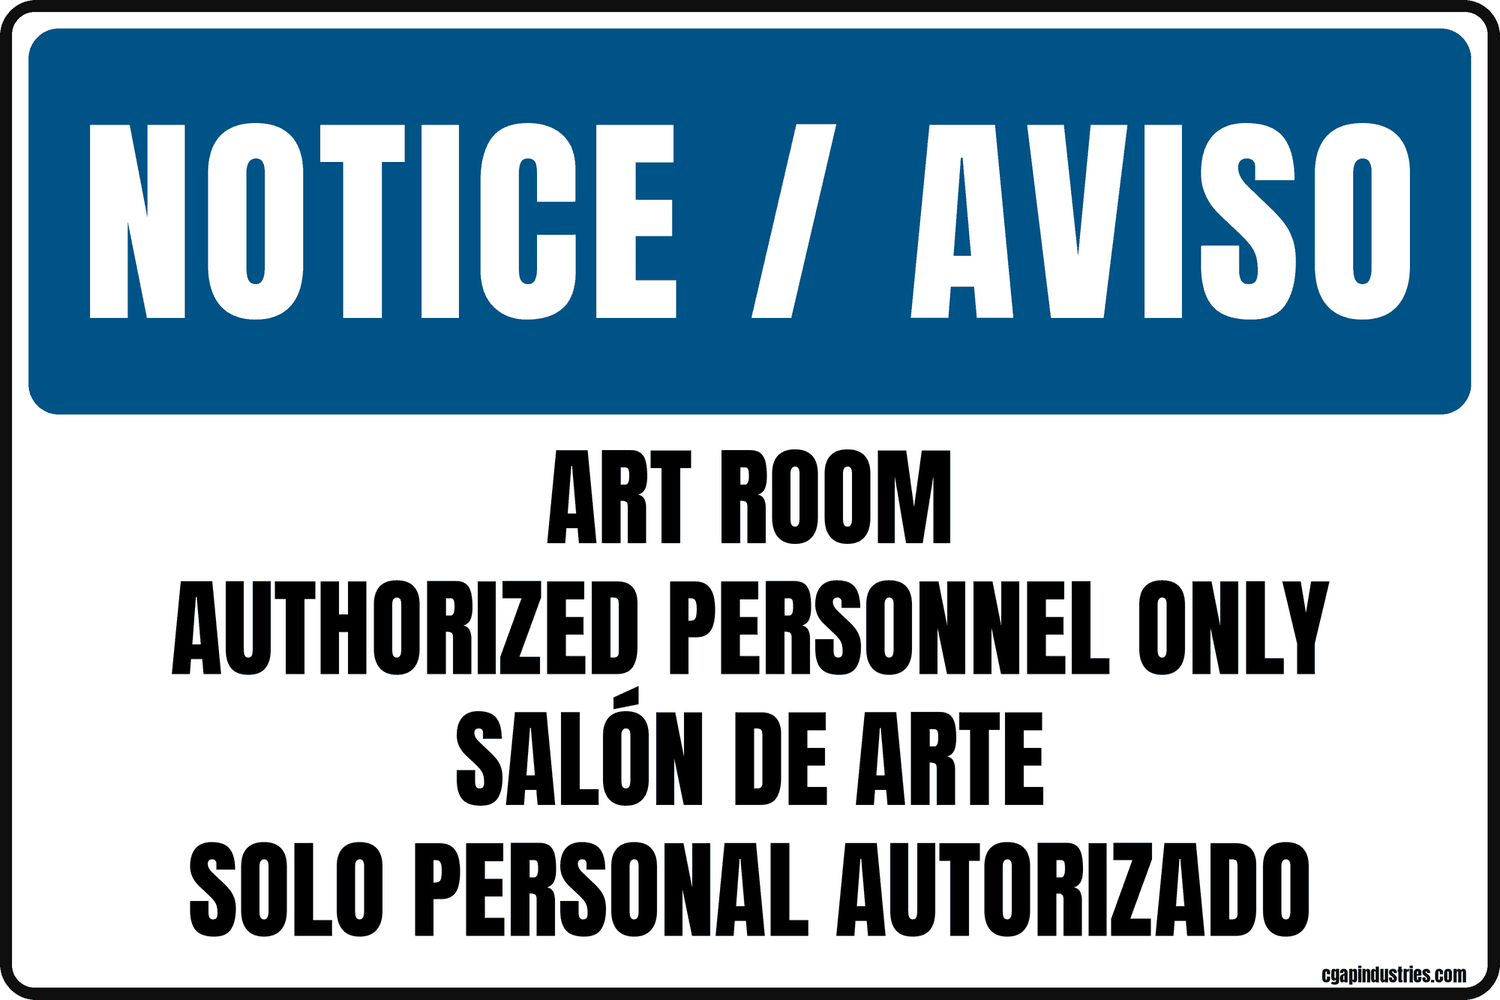 NOTICE / AVISO
ART ROOM
AUTHORIZED PERSONNEL ONLY
SALÓN DE ARTE
SOLO PERSONAL AUTORIZADO
cgapindustries.com